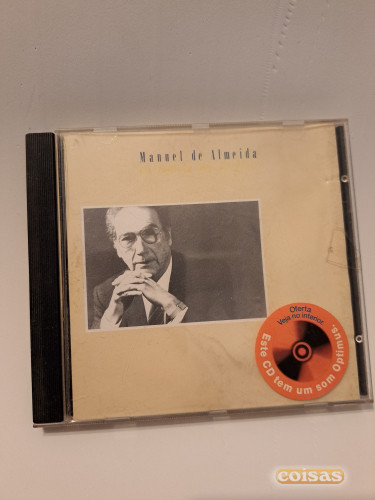 Manuel de Almeida
Oferta
Veja no interior.
Este CD tem um som Optimus.
coisas